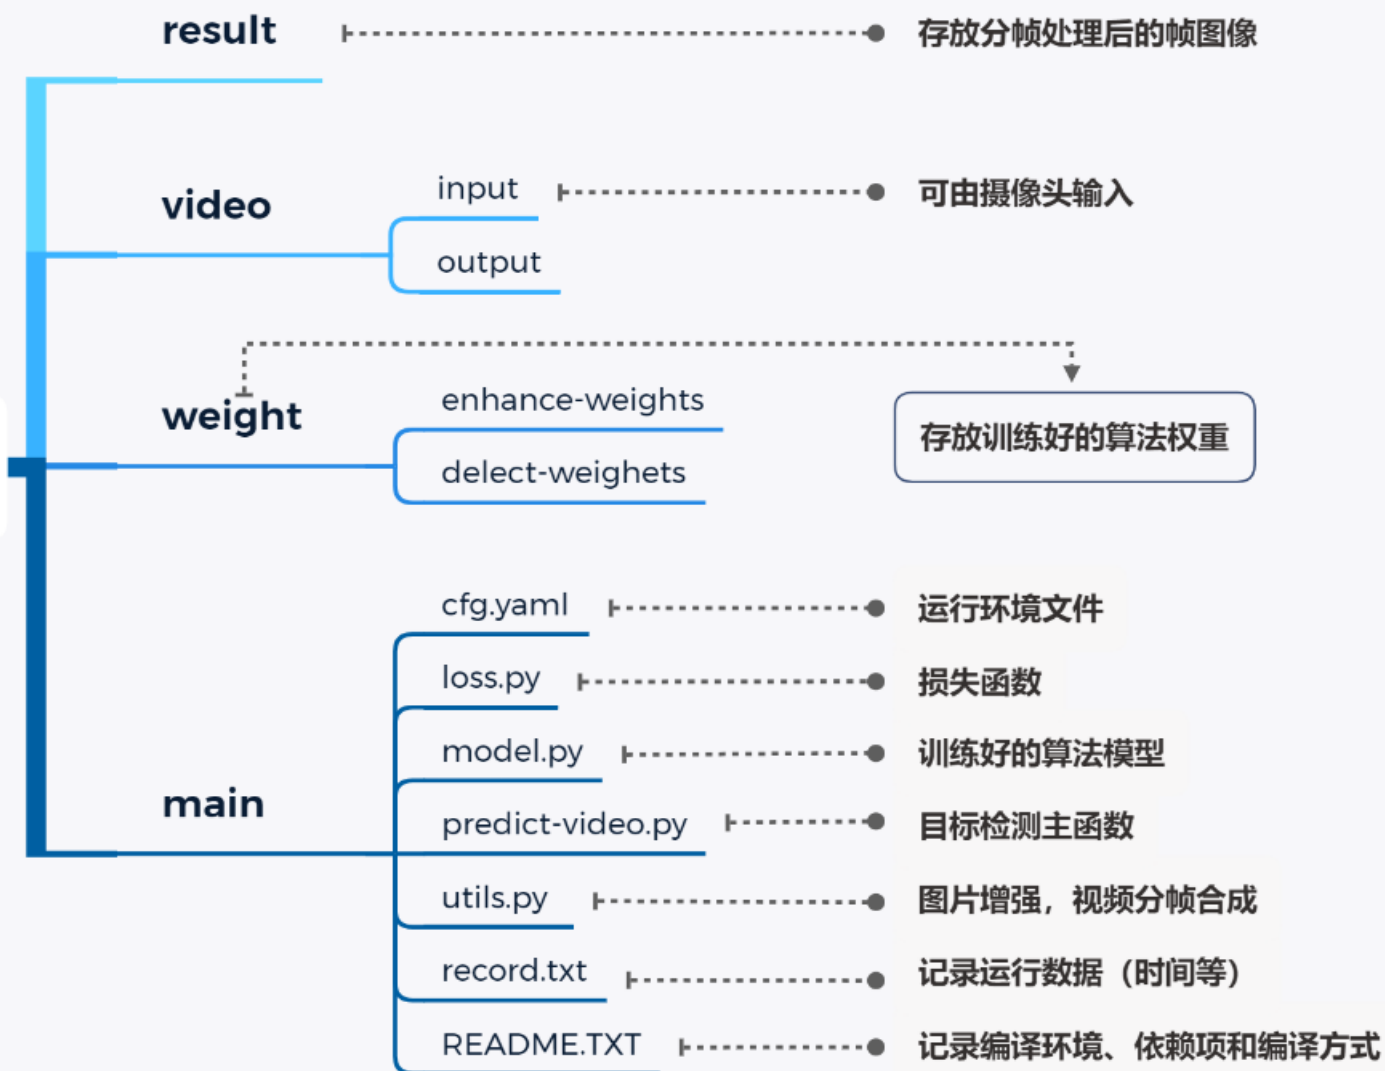 result
存放分帧处理后的帧图像
video
input
可由摄像头输入
output
weight
enhance-weights
存放训练好的算法权重
delect-weighets
cfg.yaml
运行环境文件
loss.py
损失函数
model.py
训练好的算法模型
main
predict-video.py
目标检测主函数
utils.py
图片增强，视频分帧合成
record.txt
记录运行数据（时间等）
README.TXT
记录编译环境、依赖项和编译方式